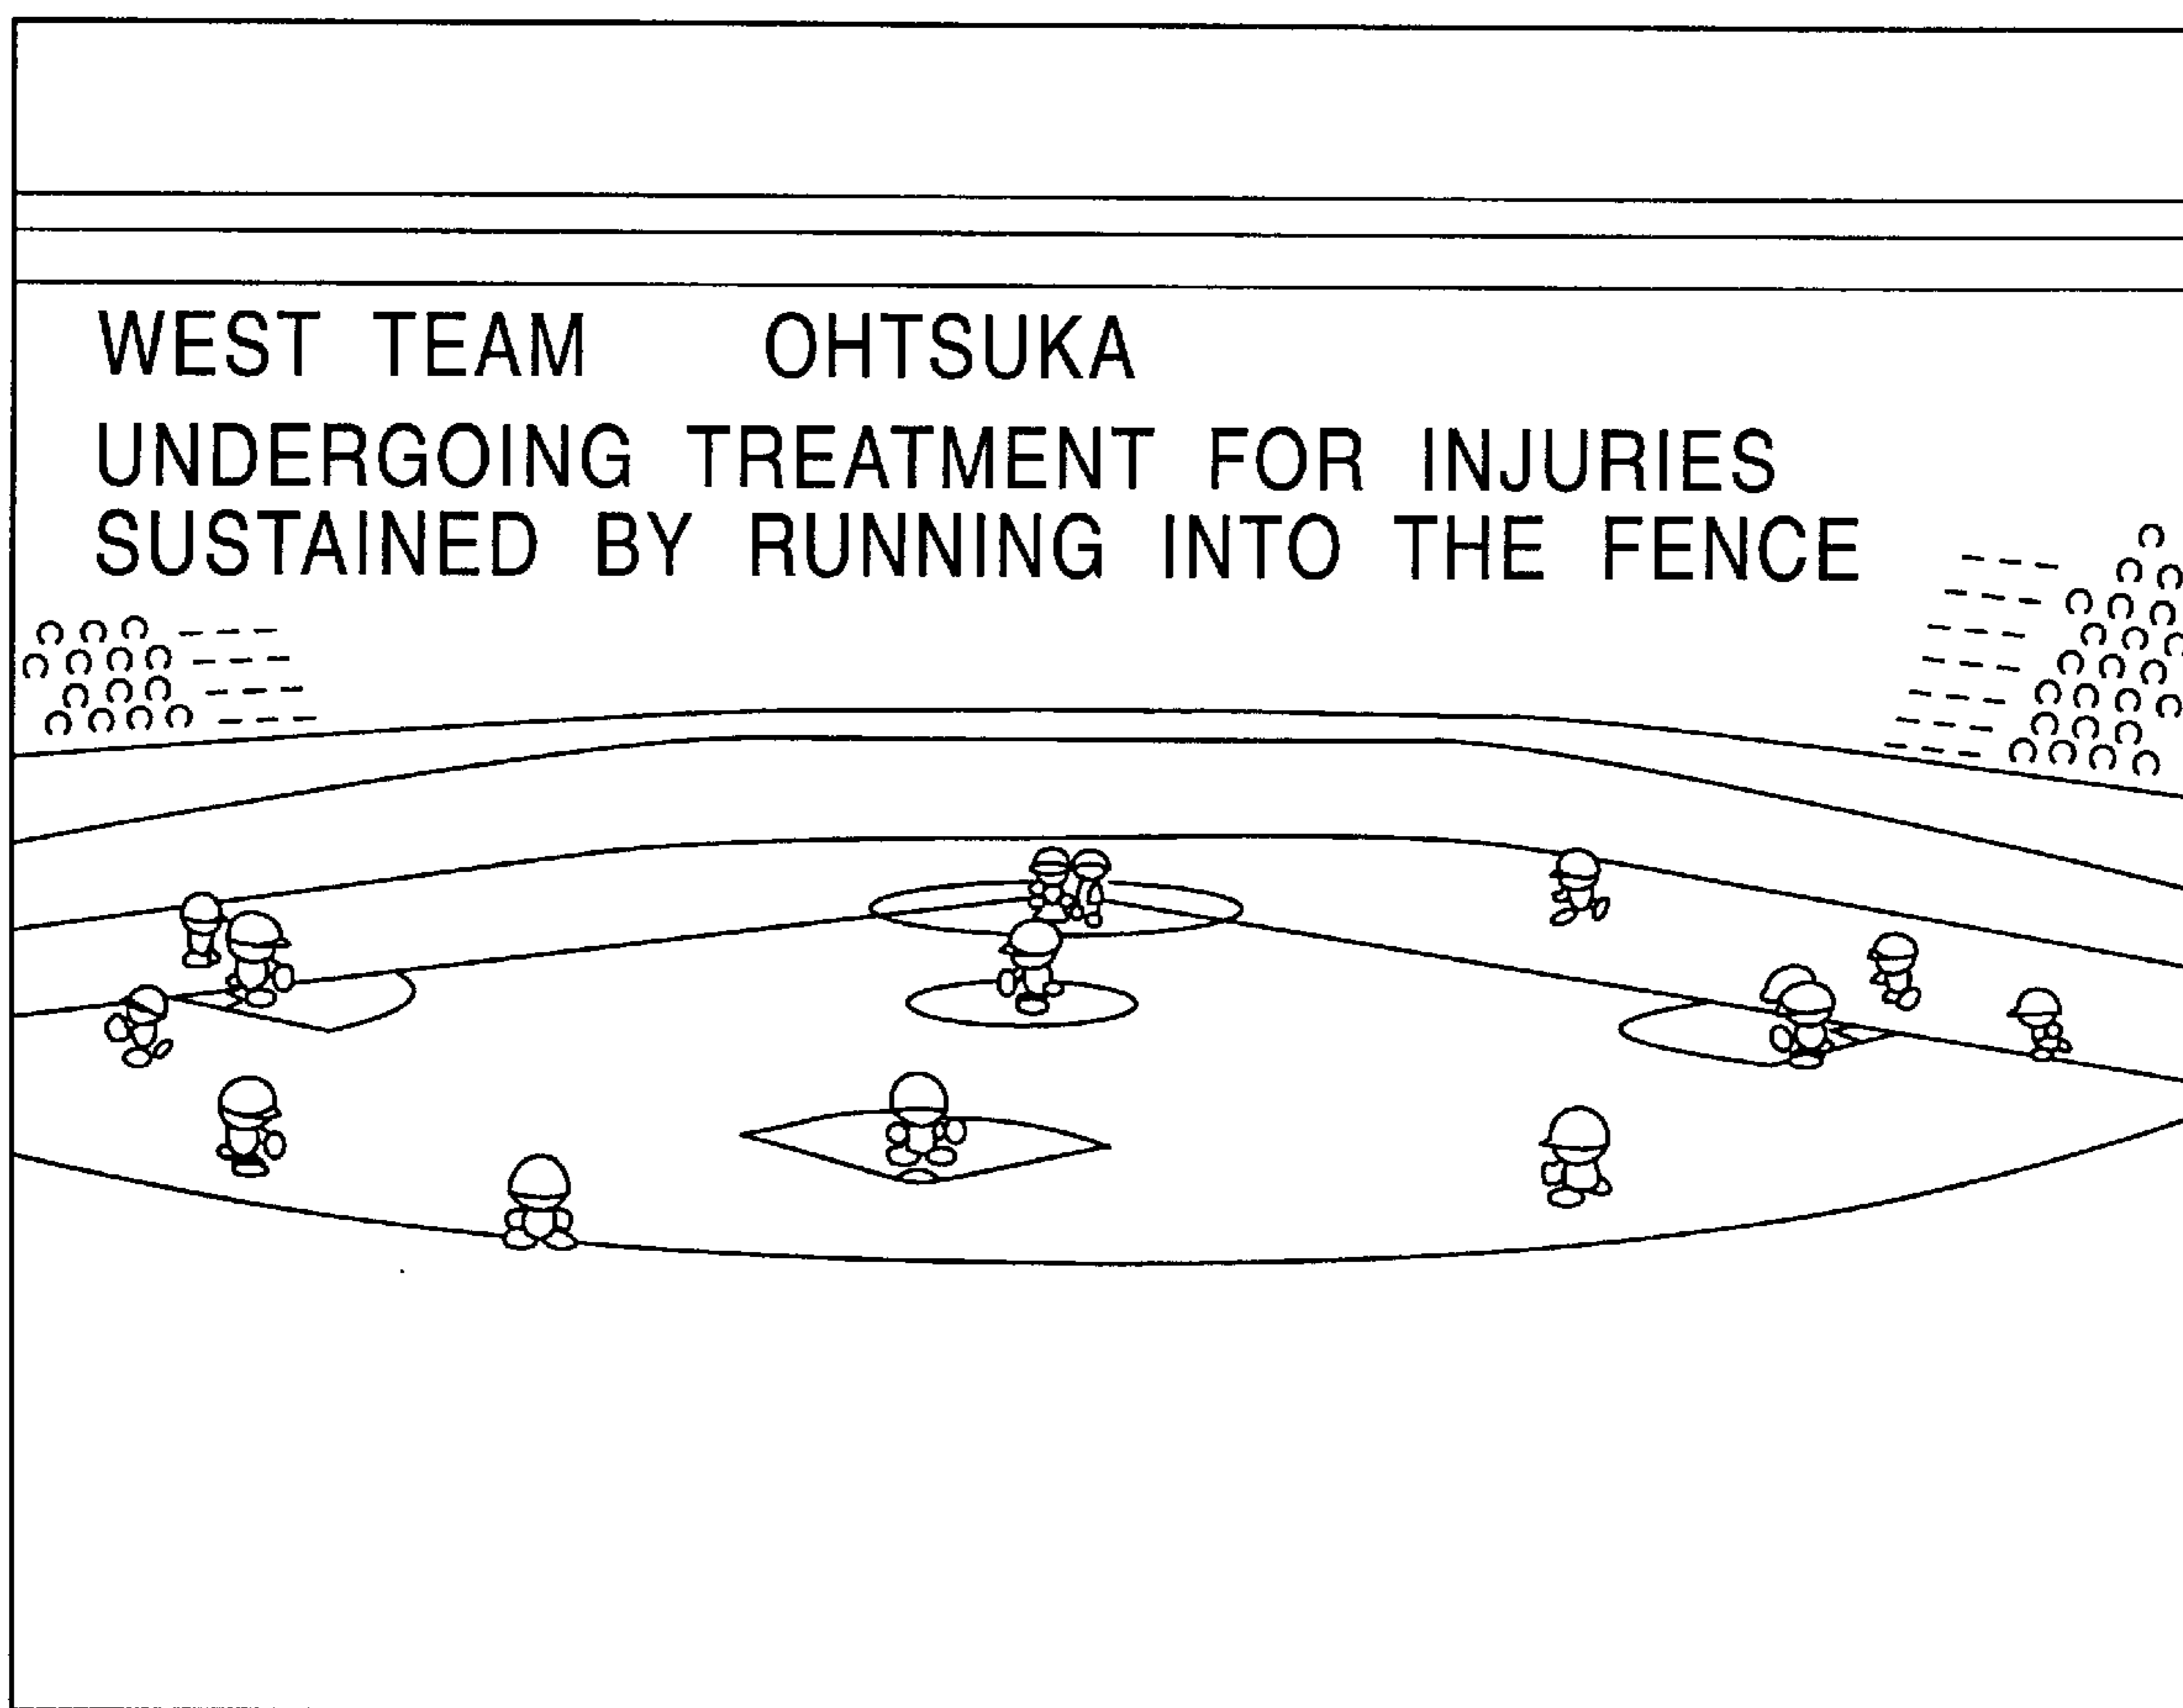 WEST TEAM OHTSUKA
UNDERGOING TREATMENT FOR INJURIES
SUSTAINED BY RUNNING INTO THE FENCE